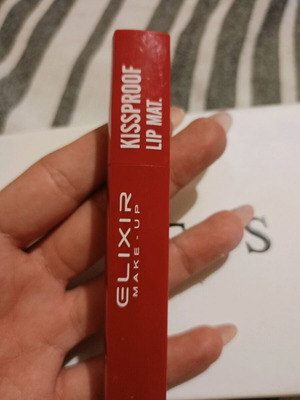 KISSPROOF
LIP MAT.
ELIXIR
MAKE-UP
S